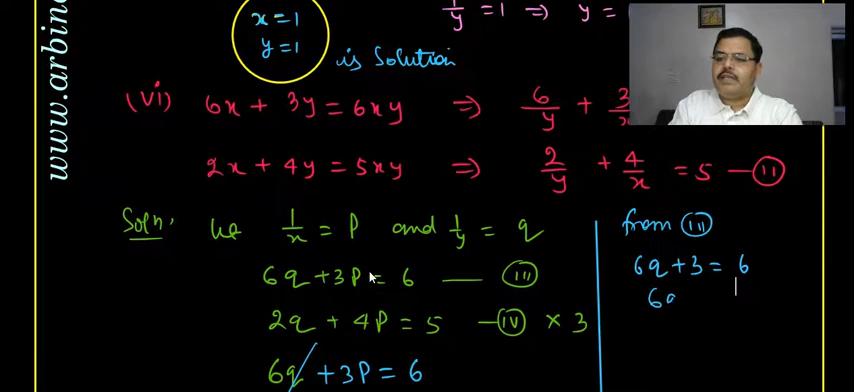 www.arbin
x = 1
y = 1
is Solution
1/y = 1 ⇒ y =
(vi) 6x + 3y = 6xy ⇒ 6/y + 3/x
2x + 4y = 5xy ⇒ 2/y + 4/x = 5 — (II)
Soln. Let 1/x = P and 1/y = q
6q + 3P = 6 — (III)
2q + 4P = 5 — (IV) × 3
6q + 3P = 6
from (III)
6q + 3 = 6
6q